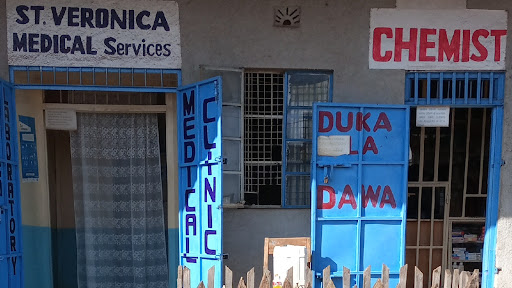 ST. VERONICA
MEDICAL Services
CHEMIST
LABORATORY
MEDICAL
CLINIC
DUKA
LA
DAWA